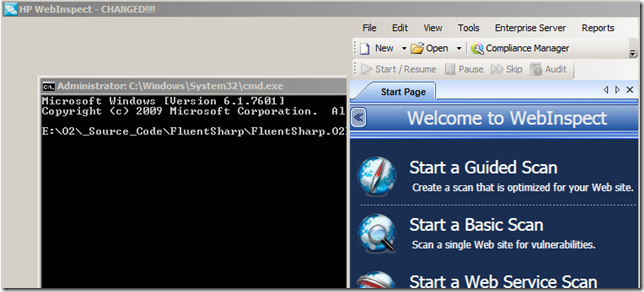 HP WebInspect - CHANGED!!!!
File Edit View Tools Enterprise Server Reports
New Open Compliance Manager
Start / Resume Pause Skip Audit
Start Page
Administrator: C:\Windows\System32\cmd.exe
Microsoft Windows [Version 6.1.7601]
Copyright (c) 2009 Microsoft Corporation. Al
E:\O2\_Source_Code\FluentSharp\FluentSharp.O2
Welcome to WebInspect
Start a Guided Scan
Create a scan that is optimized for your Web site.
Start a Basic Scan
Scan a single Web site for vulnerabilities.
Start a Web Service Scan